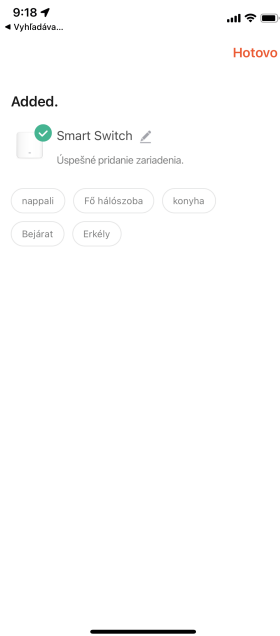 9:18
◀ Vyhľadáva...
Hotovo
Added.
Smart Switch
Úspešné pridanie zariadenia.
nappali
Fő hálószoba
konyha
Bejárat
Erkély